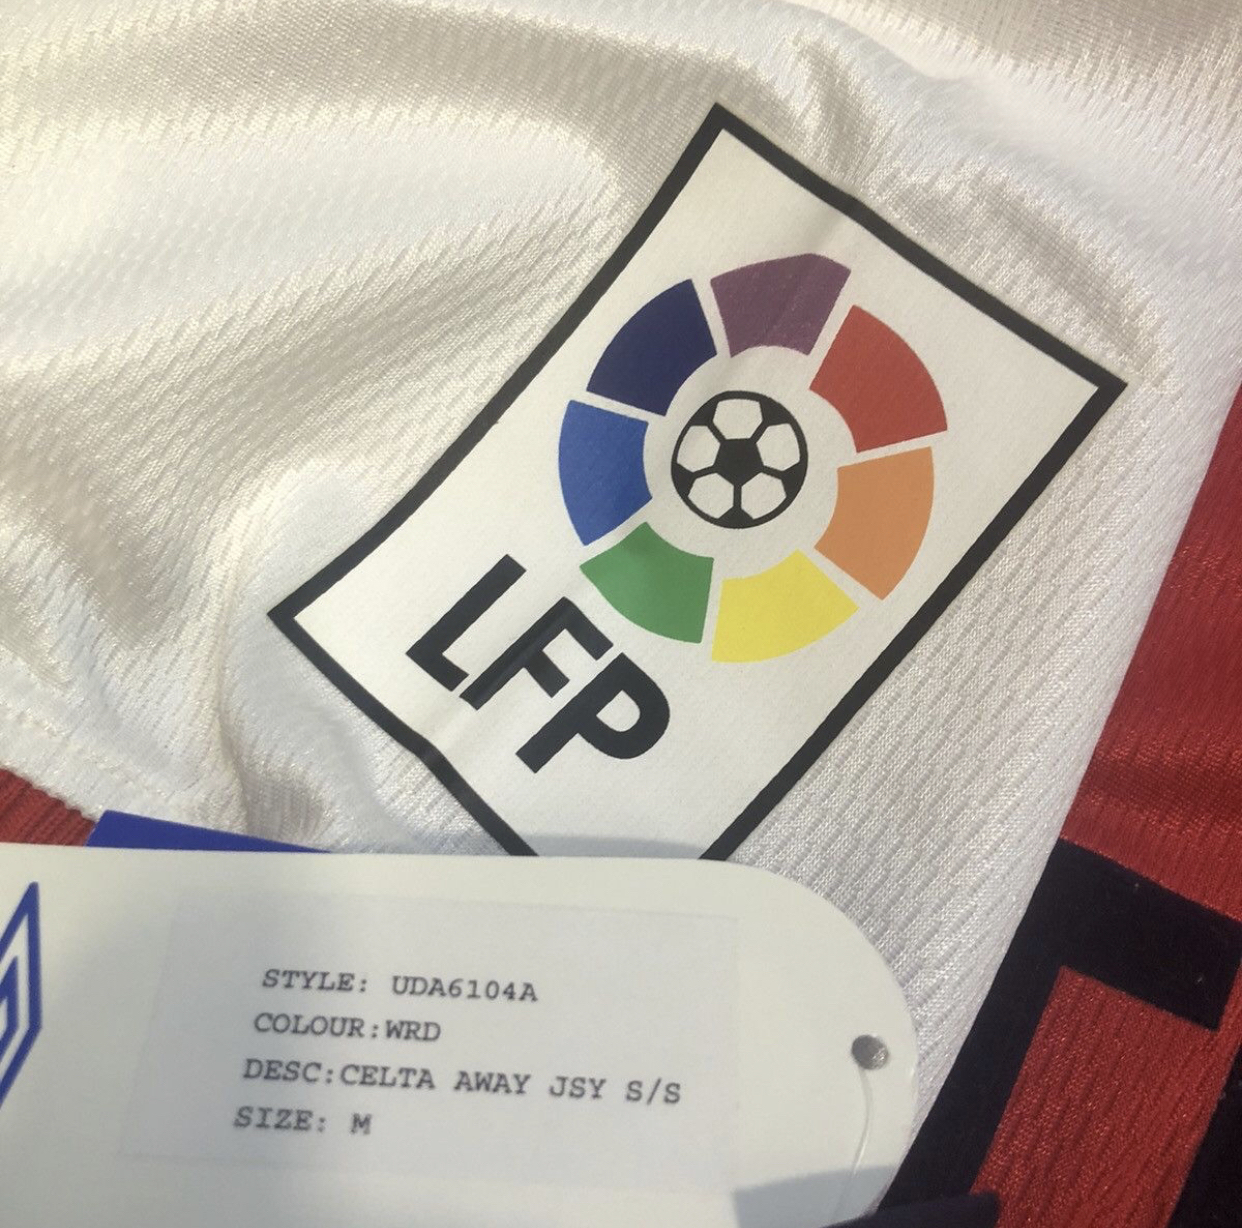 LFP
STYLE: UDA6104A
COLOUR:WRD
DESC:CELTA AWAY JSY S/S
SIZE: M